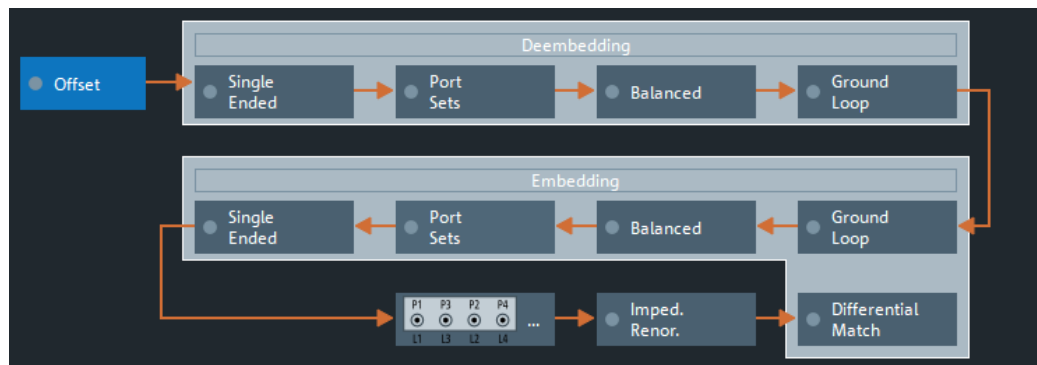 Deembedding
Offset
Single
Ended
Port
Sets
Balanced
Ground
Loop
Embedding
Single
Ended
Port
Sets
Balanced
Ground
Loop
P1 P3 P2 P4
L1 L3 L2 L4
...
Imped.
Renor.
Differential
Match